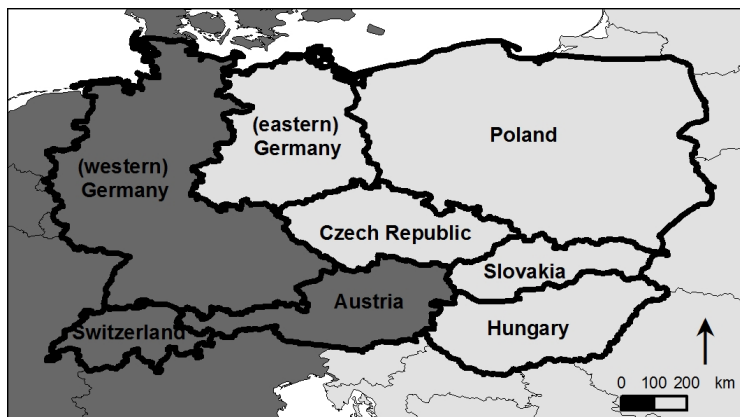 (eastern)
Germany
Poland
(western)
Germany
Czech Republic
Slovakia
Austria
Switzerland
Hungary
0 100 200 km